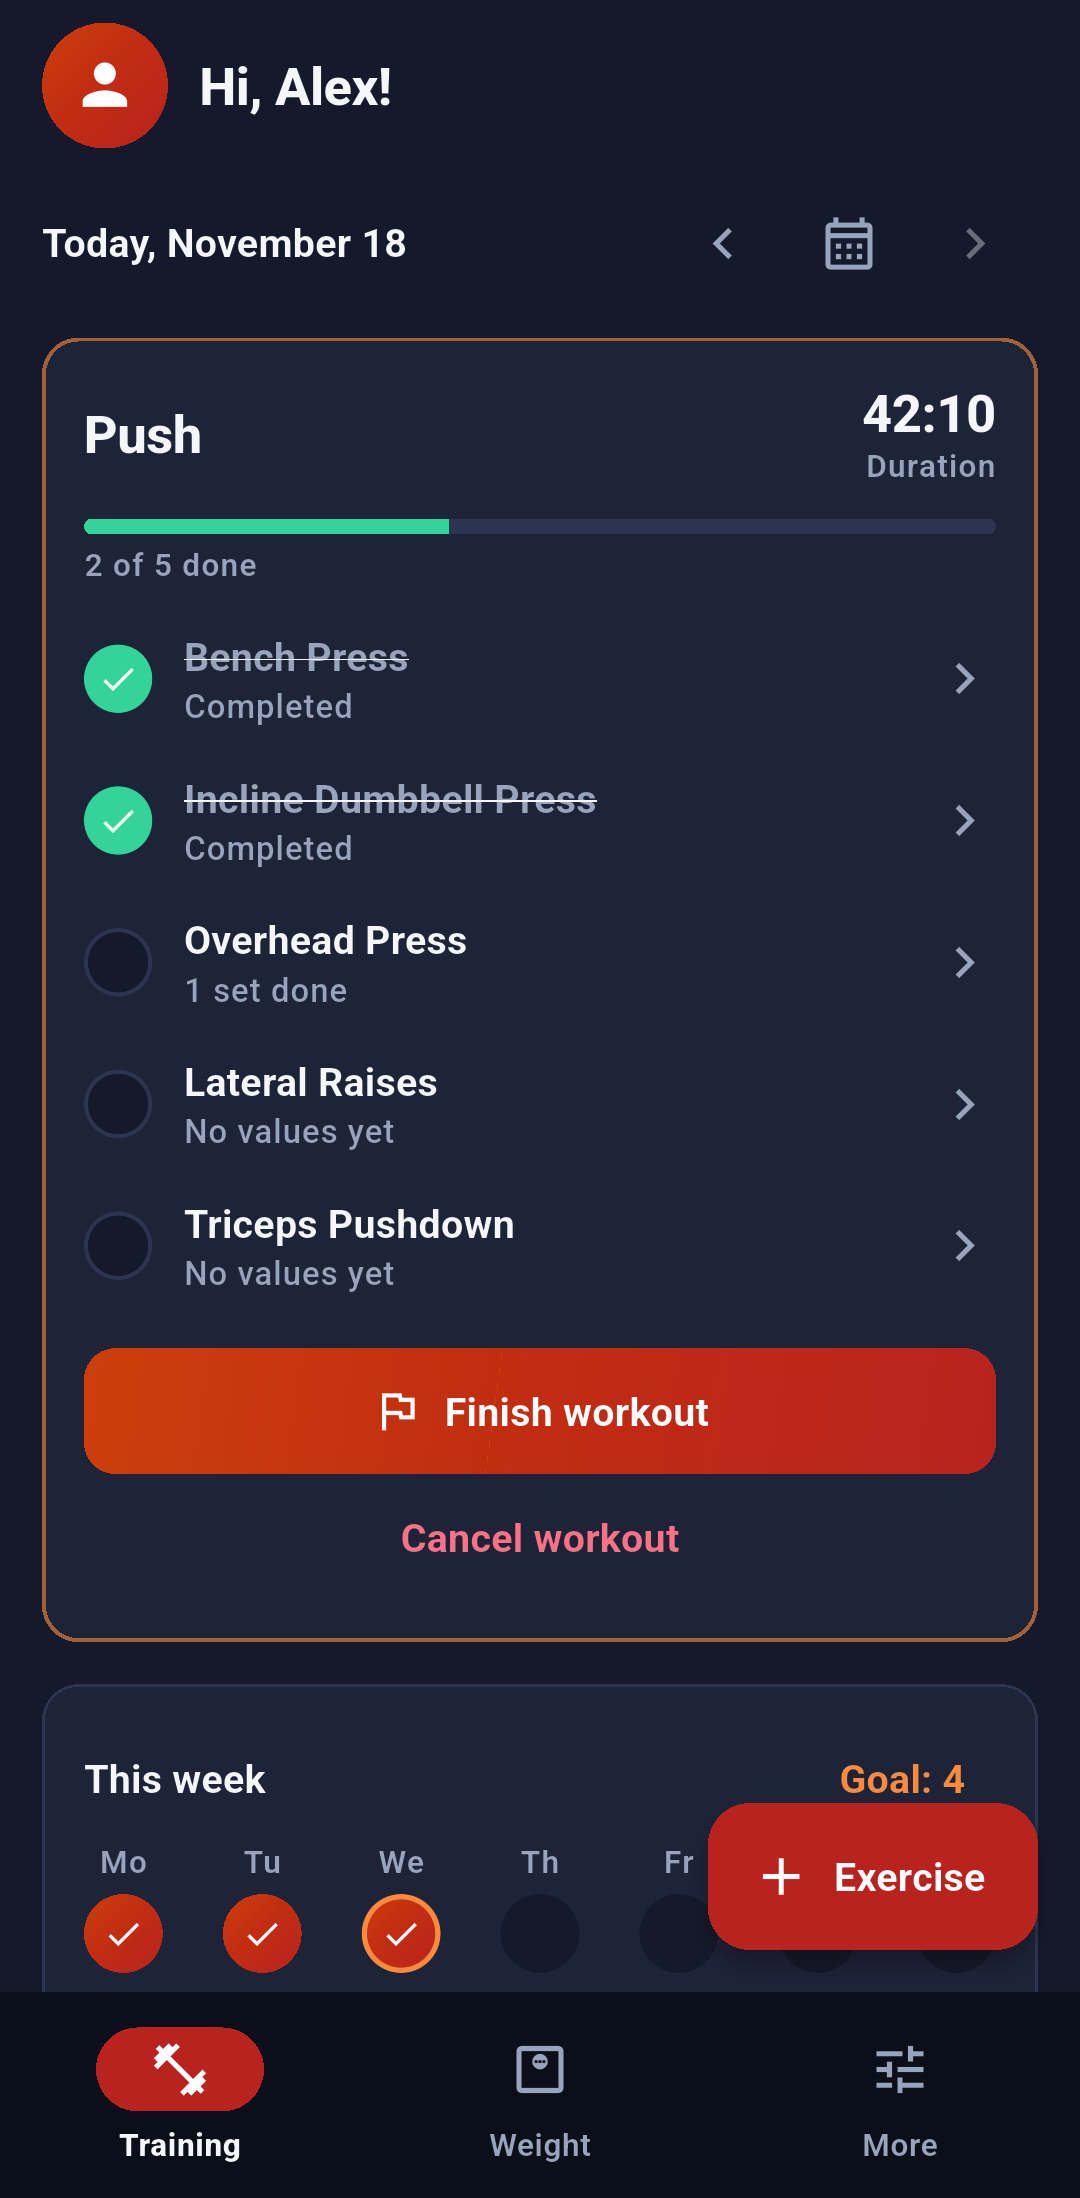 Hi, Alex!
Today, November 18
Push
42:10
Duration
2 of 5 done
Bench Press
Completed
Incline Dumbbell Press
Completed
Overhead Press
1 set done
Lateral Raises
No values yet
Triceps Pushdown
No values yet
Finish workout
Cancel workout
This week
Goal: 4
Mo Tu We Th Fr
Exercise
Training Weight More